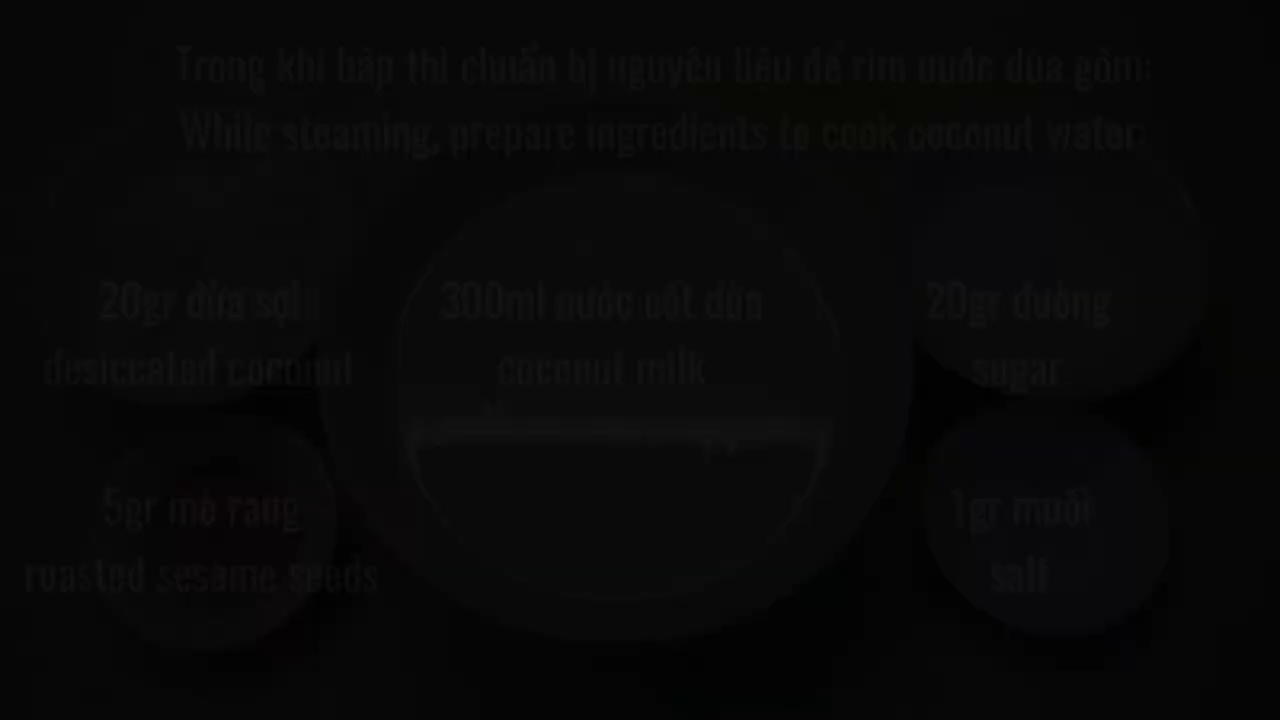 Trong khi hấp thì chuẩn bị nguyên liệu để rim nước dừa gồm:
While steaming, prepare ingredients to cook coconut water
20gr dừa sợi
desiccated coconut
300ml nước cốt dừa
coconut milk
20gr đường
sugar
5gr mè rang
roasted sesame seeds
1gr muối
salt